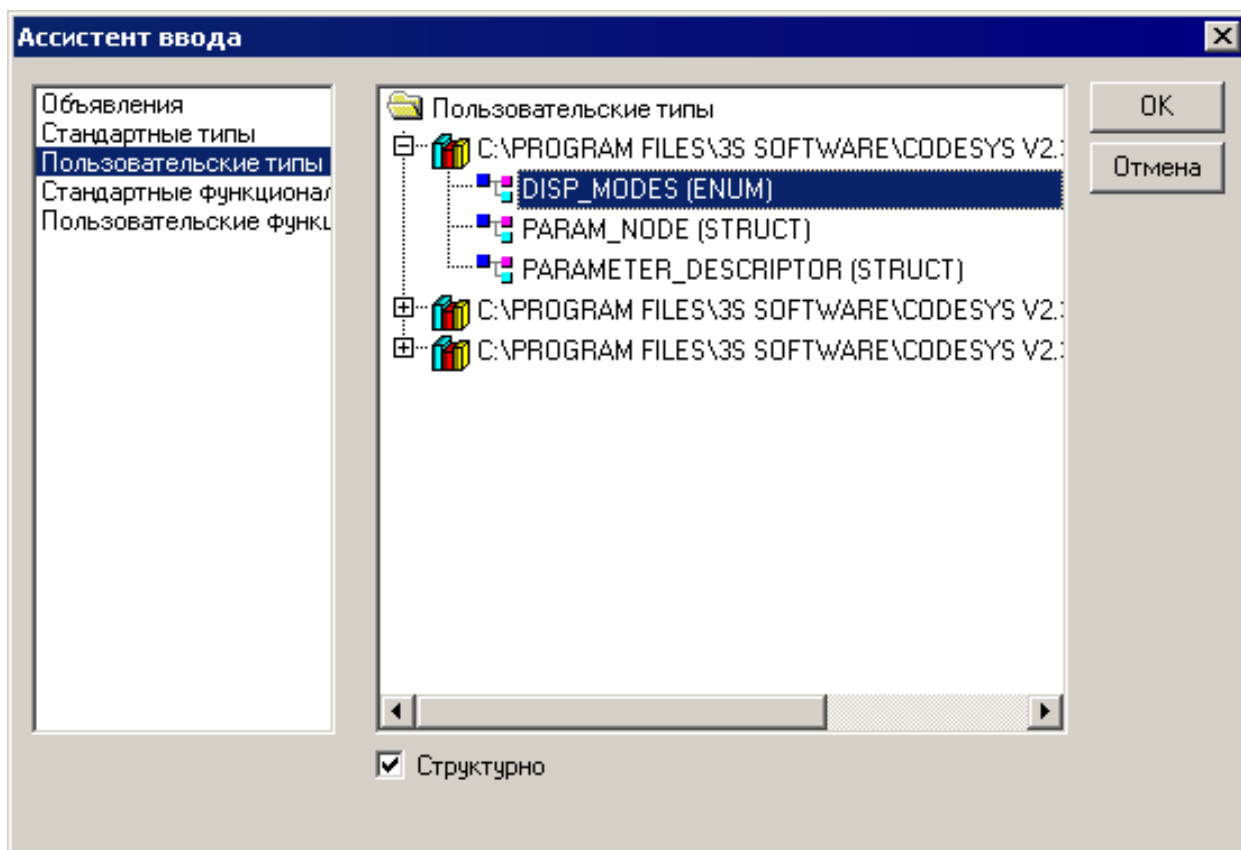 Ассистент ввода
Объявления
Стандартные типы
Пользовательские типы
Стандартные функционал
Пользовательские функц
Пользовательские типы
C:\PROGRAM FILES\3S SOFTWARE\CODESYS V2.
DISP_MODES (ENUM)
PARAM_NODE (STRUCT)
PARAMETER_DESCRIPTOR (STRUCT)
C:\PROGRAM FILES\3S SOFTWARE\CODESYS V2.
C:\PROGRAM FILES\3S SOFTWARE\CODESYS V2.
OK
Отмена
Структурно